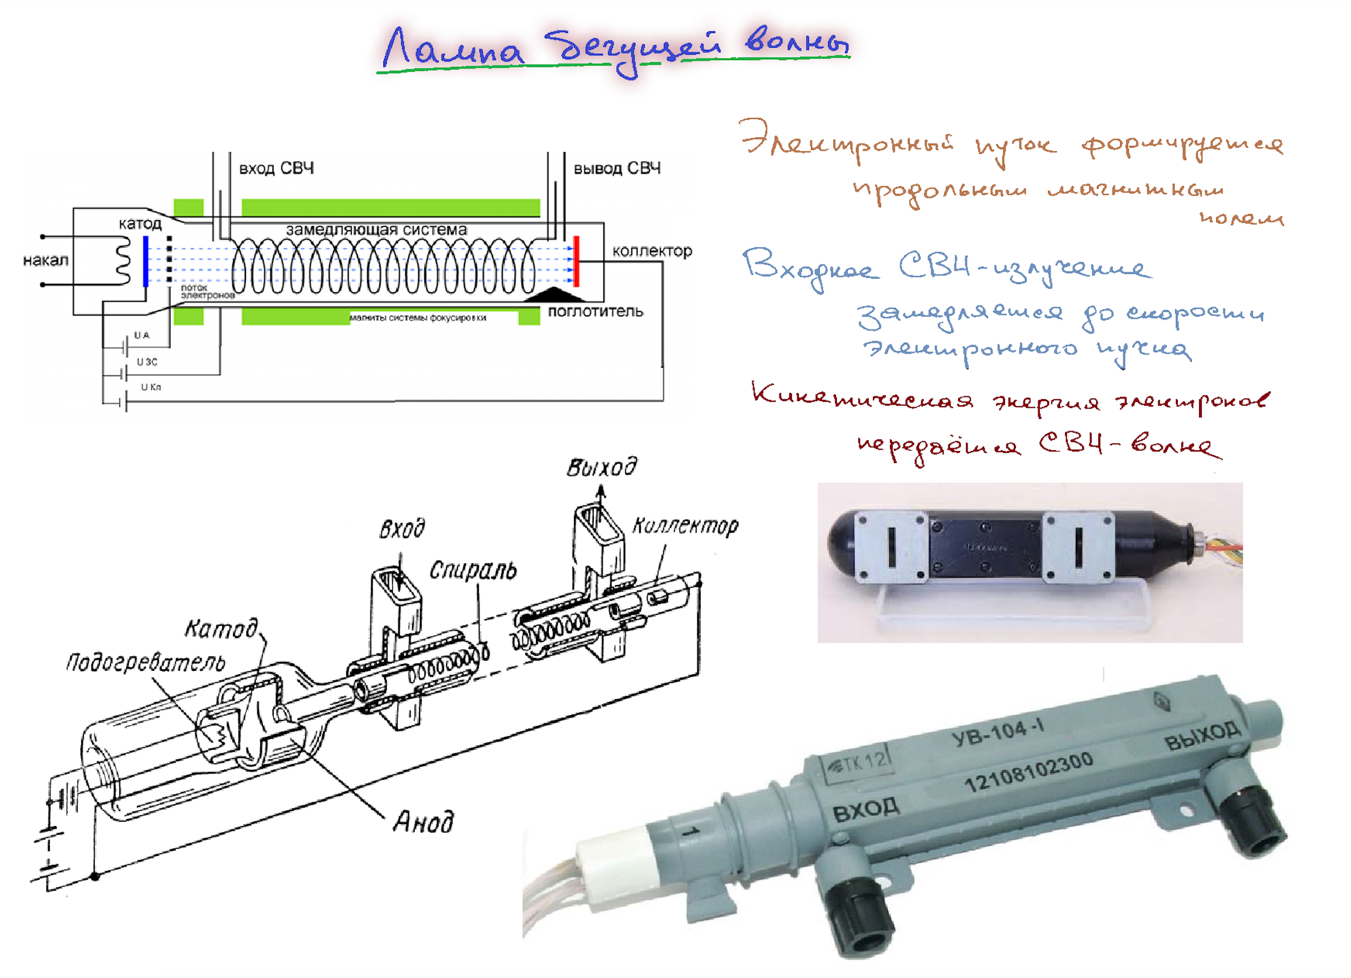 Лампа бегущей волны
вход СВЧ
вывод СВЧ
катод
замедляющая система
накал
коллектор
поток
электронов
поглотитель
магниты системы фокусировки
U А
U ЗС
U Кл
Электронный пучок формируется
продольным магнитным
полем
Входное СВЧ-излучение
замедляется до скорости
электронного пучка
Кинетическая энергия электронов
передаётся СВЧ-волне
Выход
Вход
Коллектор
Спираль
Катод
Подогреватель
Анод
УВ-104-I
ТК12
12108102300
ВЫХОД
ВХОД
1